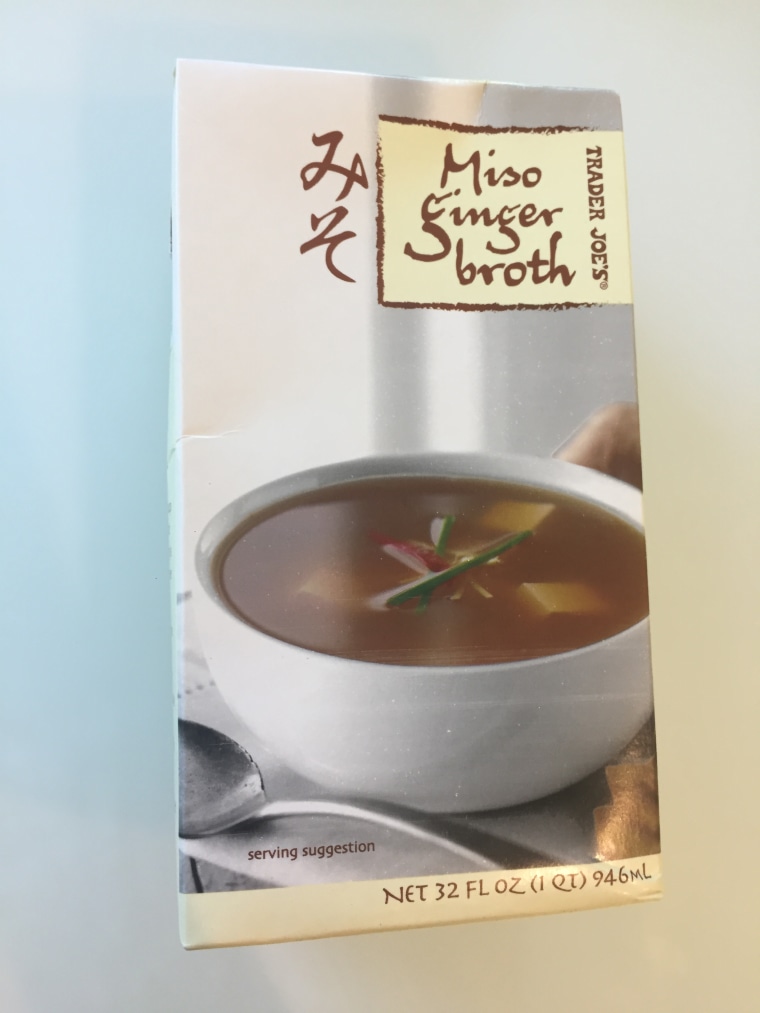 みそ
Miso
ginger
broth
TRADER JOE'S®
serving suggestion
NET 32 FL OZ (1 QT) 946mL